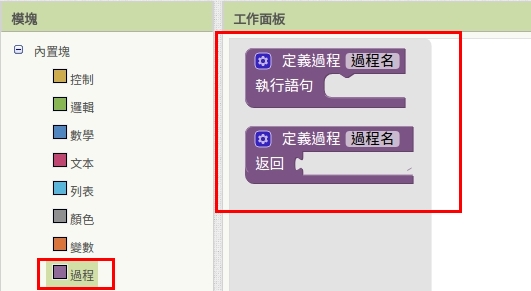 模塊
工作面板
內置塊
控制
邏輯
數學
文本
列表
顏色
變數
過程
定義過程 過程名
執行語句
定義過程 過程名
返回